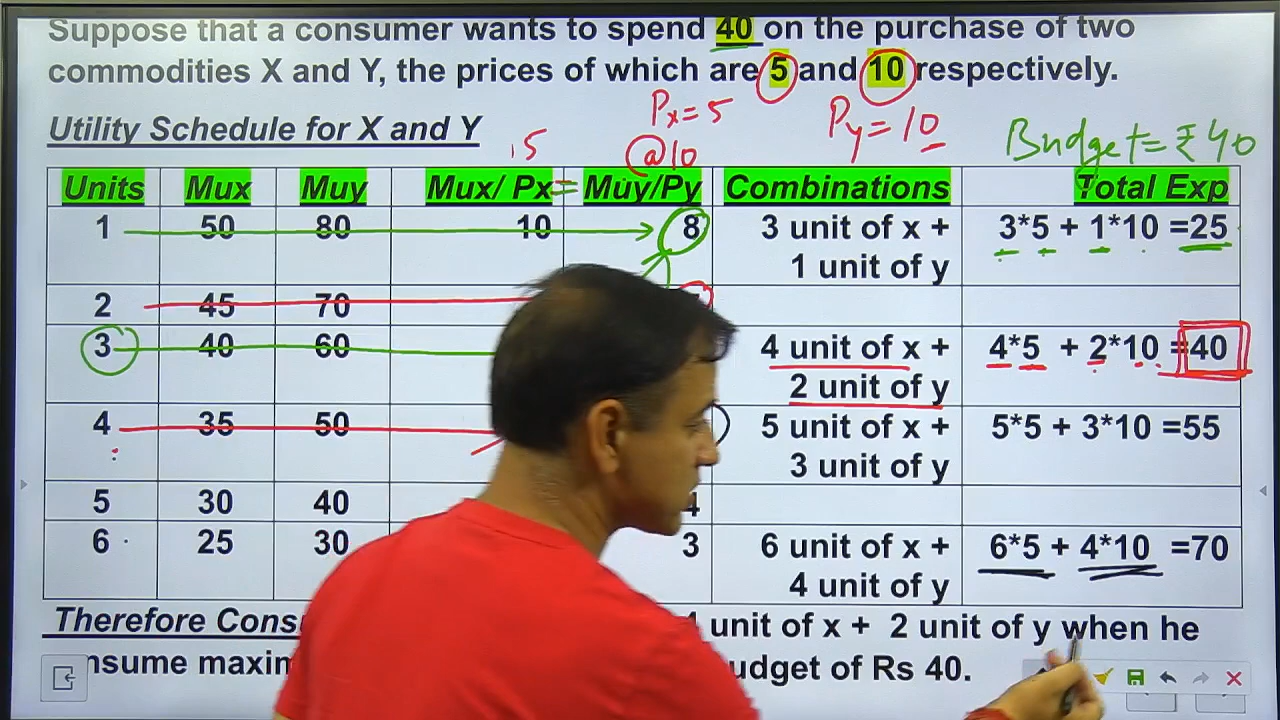 Suppose that a consumer wants to spend 40 on the purchase of two
commodities X and Y, the prices of which are 5 and 10 respectively.
Px = 5
Py = 10
Budget = ₹ 40
Utility Schedule for X and Y
.5
@10
Units Mux Muy Mux/ Px = Muy/Py Combinations Total Exp
1 50 80 10 8 3 unit of x + 3*5 + 1*10 =25
1 unit of y
2 45 70
3 40 60 4 unit of x + 4*5 + 2*10 =40
2 unit of y
4 35 50 5 unit of x + 5*5 + 3*10 =55
3 unit of y
5 30 40 4
6 25 30 3 6 unit of x + 6*5 + 4*10 =70
4 unit of y
Therefore unit of x + 2 unit of y when he
of Rs 40.